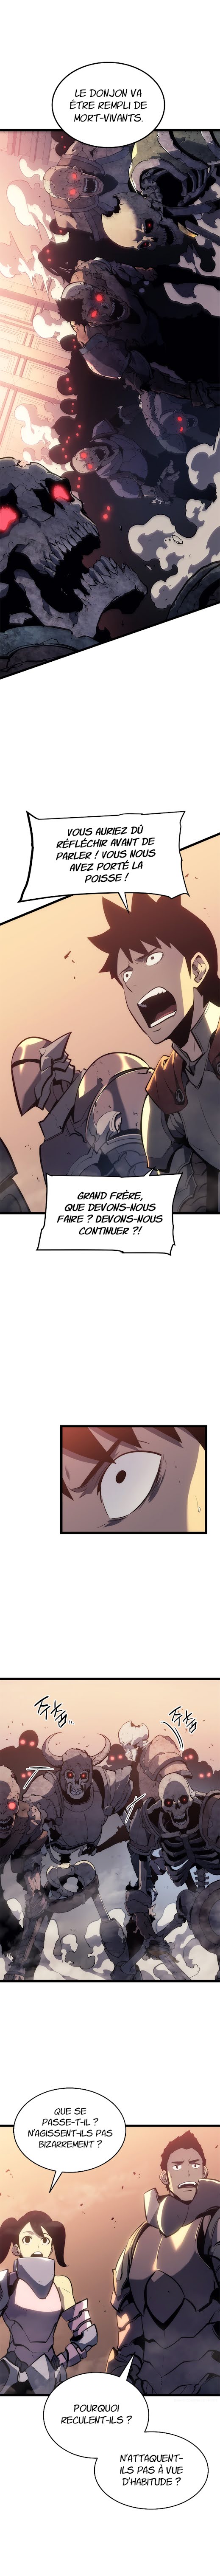 LE DONJON VA
ÊTRE REMPLI DE
MORT-VIVANTS.
VOUS AURIEZ DÛ
RÉFLÉCHIR AVANT DE
PARLER ! VOUS NOUS
AVEZ PORTÉ LA
POISSE !
GRAND FRÈRE,
QUE DEVONS-NOUS
FAIRE ? DEVONS-NOUS
CONTINUER ?!
QUE SE
PASSE-T-IL ?
N'AGISSENT-ILS PAS
BIZARREMENT ?
POURQUOI
RECULENT-ILS ?
N'ATTAQUENT-
ILS PAS À VUE
D'HABITUDE ?